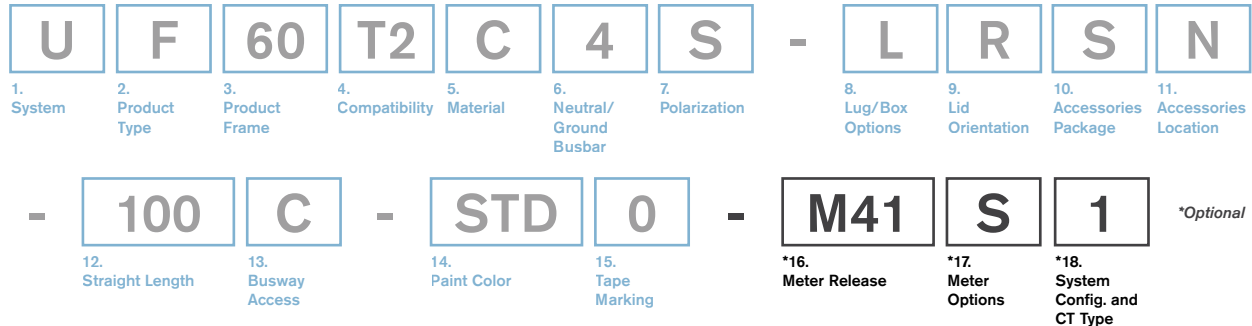 U F 60 T2 C 4 S - L R S N
1. 2. 3. 4. 5. 6. 7. 8. 9. 10. 11.
System Product Product Compatibility Material Neutral/ Polarization Lug/Box Lid Accessories Accessories
Type Frame Ground Options Orientation Package Location
Busbar
- 100 C - STD 0 - M41 S 1 *Optional
12. 13. 14. 15. *16. *17. *18.
Straight Length Busway Paint Color Tape Meter Release Meter System
Access Marking Options Config. and
CT Type